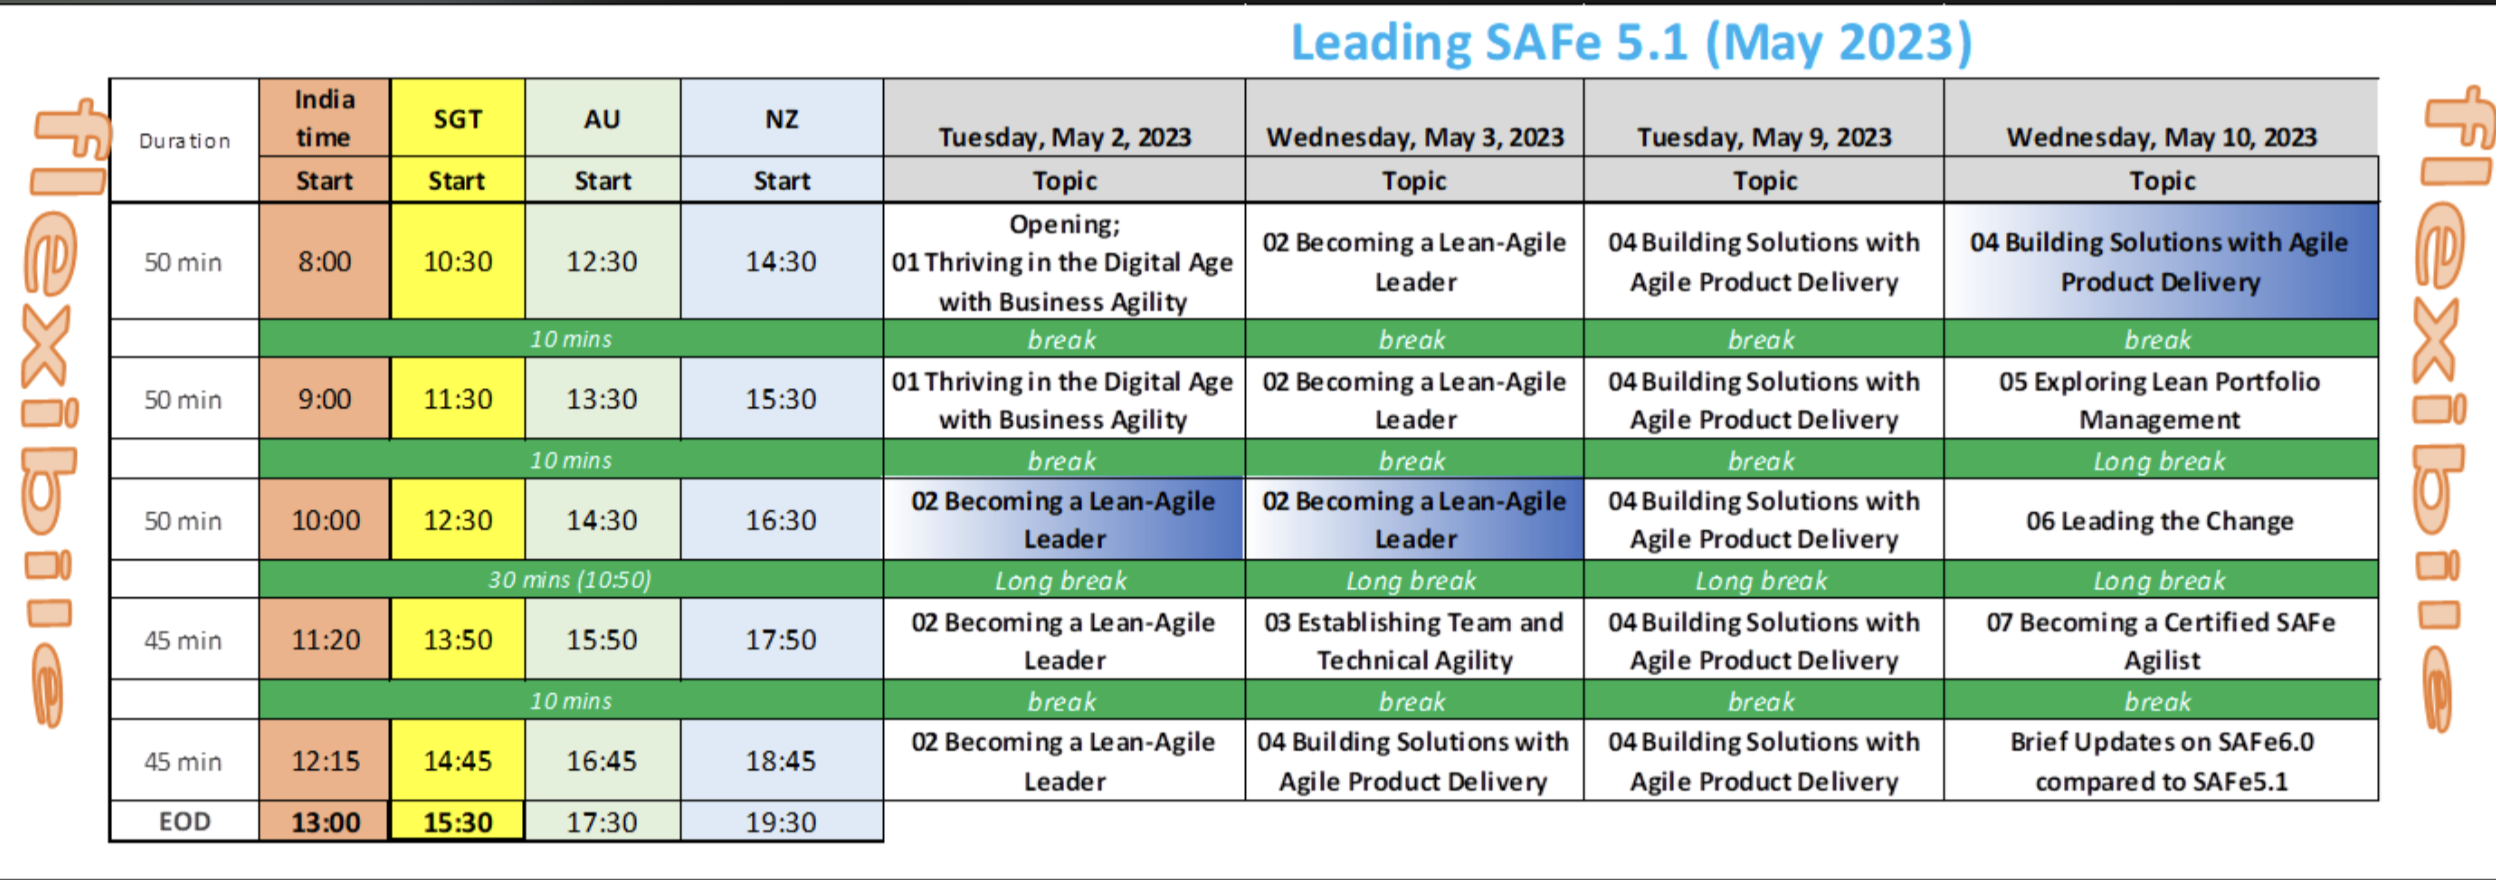 Leading SAFe 5.1 (May 2023)
flexibile
flexibile
Duration
India
time
SGT
AU
NZ
Tuesday, May 2, 2023
Wednesday, May 3, 2023
Tuesday, May 9, 2023
Wednesday, May 10, 2023
Start
Start
Start
Start
Topic
Topic
Topic
Topic
50 min
8:00
10:30
12:30
14:30
Opening;
01 Thriving in the Digital Age
with Business Agility
02 Becoming a Lean-Agile
Leader
04 Building Solutions with
Agile Product Delivery
04 Building Solutions with Agile
Product Delivery
10 mins
break
break
break
break
50 min
9:00
11:30
13:30
15:30
01 Thriving in the Digital Age
with Business Agility
02 Becoming a Lean-Agile
Leader
04 Building Solutions with
Agile Product Delivery
05 Exploring Lean Portfolio
Management
10 mins
break
break
break
Long break
50 min
10:00
12:30
14:30
16:30
02 Becoming a Lean-Agile
Leader
02 Becoming a Lean-Agile
Leader
04 Building Solutions with
Agile Product Delivery
06 Leading the Change
30 mins (10:50)
Long break
Long break
Long break
Long break
45 min
11:20
13:50
15:50
17:50
02 Becoming a Lean-Agile
Leader
03 Establishing Team and
Technical Agility
04 Building Solutions with
Agile Product Delivery
07 Becoming a Certified SAFe
Agilist
10 mins
break
break
break
break
45 min
12:15
14:45
16:45
18:45
02 Becoming a Lean-Agile
Leader
04 Building Solutions with
Agile Product Delivery
04 Building Solutions with
Agile Product Delivery
Brief Updates on SAFe6.0
compared to SAFe5.1
EOD
13:00
15:30
17:30
19:30